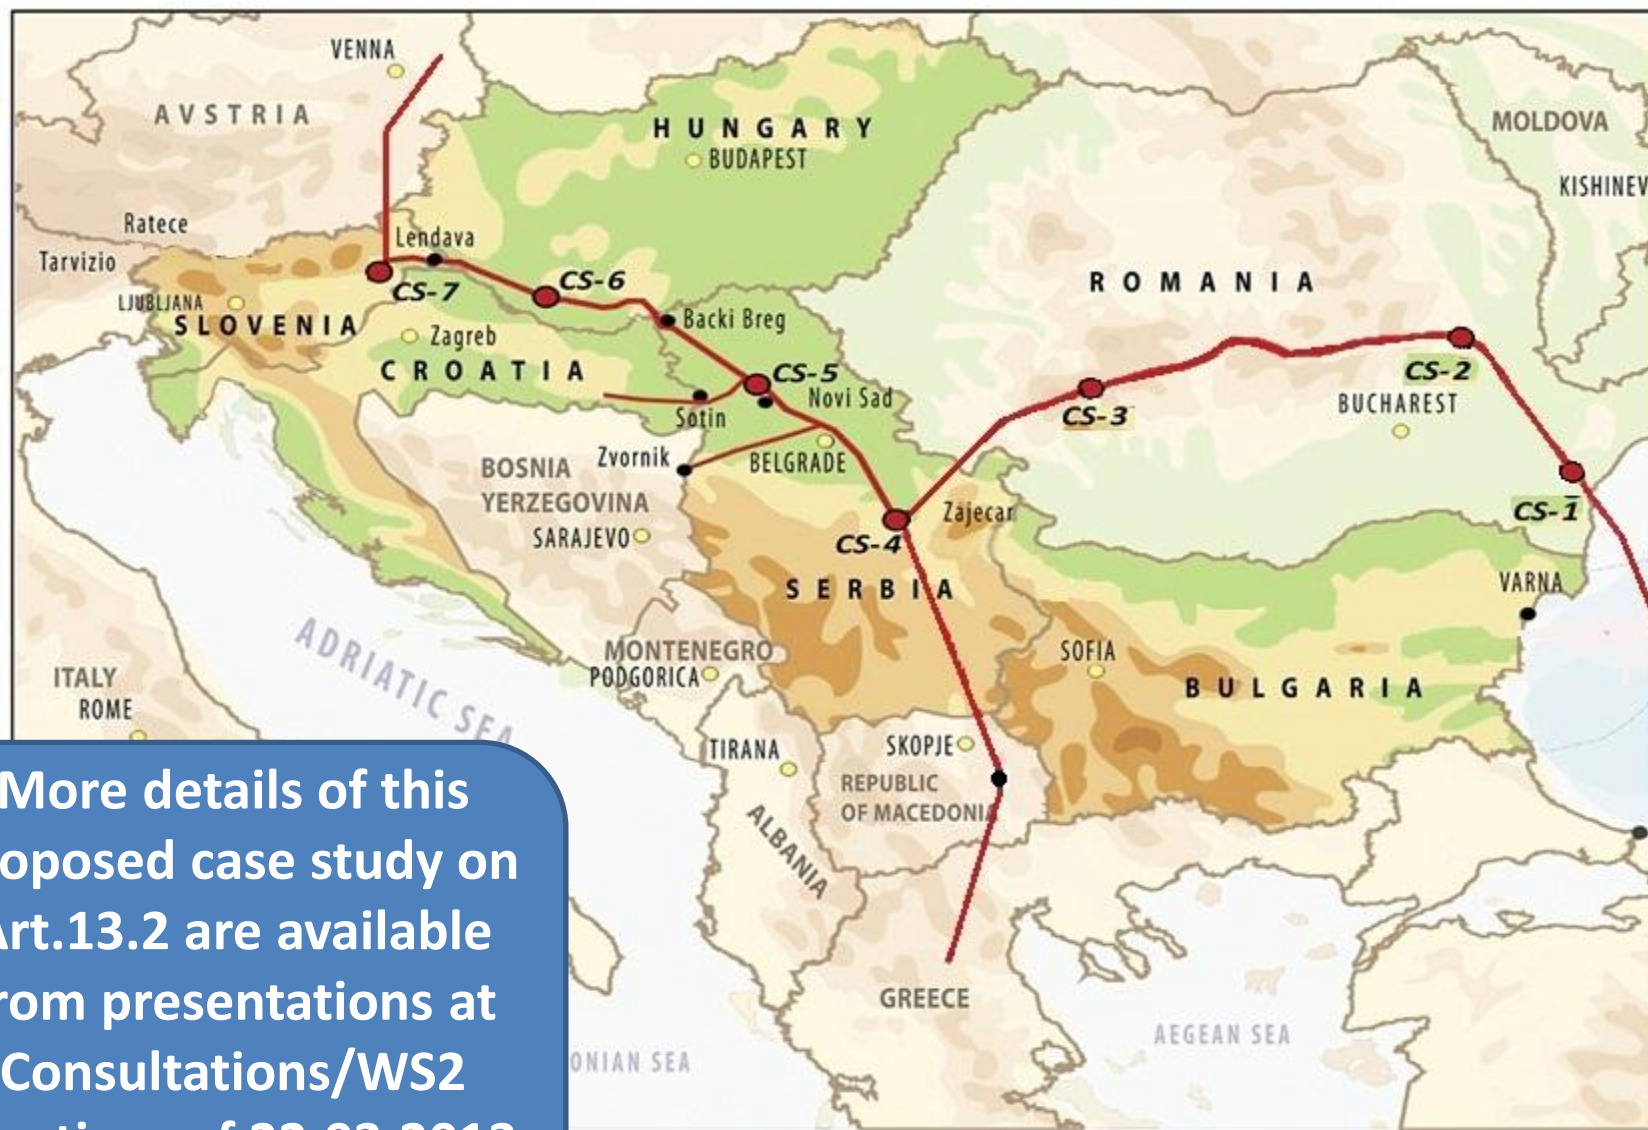 VENNA
AVSTRIA
HUNGARY
BUDAPEST
MOLDOVA
KISHINEV
Ratece
Tarvizio
Lendava
CS-7
CS-6
LJUBLJANA
SLOVENIA
Zagreb
CROATIA
Backi Breg
ROMANIA
CS-5
Novi Sad
Sotin
CS-3
CS-2
BUCHAREST
Zvornik
BELGRADE
BOSNIA
YERZEGOVINA
SARAJEVO
CS-4
Zajecar
CS-1
SERBIA
VARNA
ADRIATIC SEA
MONTENEGRO
PODGORICA
SOFIA
BULGARIA
ITALY
ROME
TIRANA
SKOPJE
REPUBLIC
OF MACEDONIA
ALBANIA
GREECE
AEGEAN SEA
ONIAN SEA
More details of this
oposed case study on
Art.13.2 are available
rom presentations at
Consultations/WS2
of